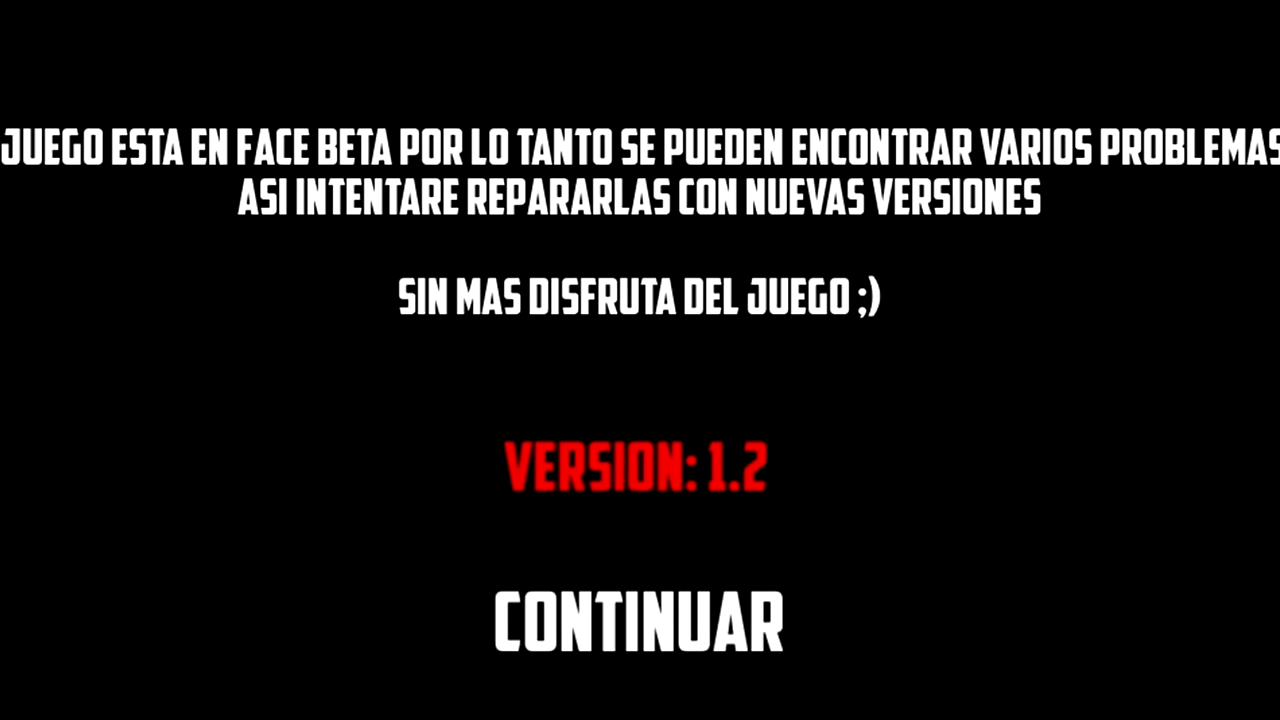 JUEGO ESTA EN FACE BETA POR LO TANTO SE PUEDEN ENCONTRAR VARIOS PROBLEMAS
ASI INTENTARE REPARARLAS CON NUEVAS VERSIONES
SIN MAS DISFRUTA DEL JUEGO ;)
VERSION: 1.2
CONTINUAR